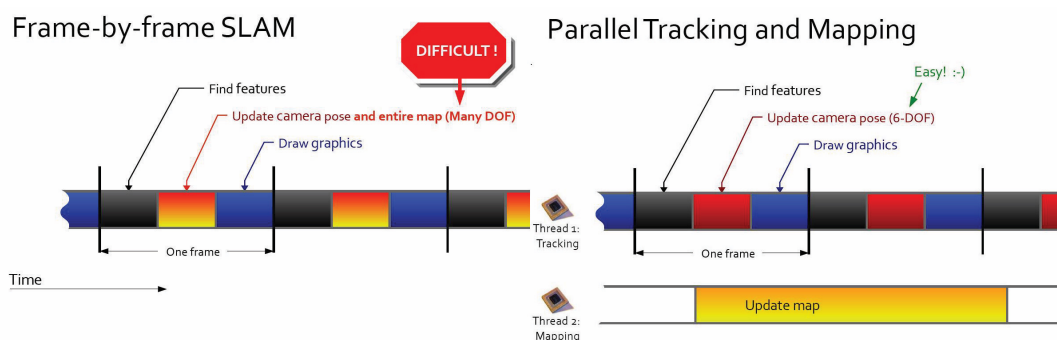 Frame-by-frame SLAM
DIFFICULT !
Find features
Update camera pose and entire map (Many DOF)
Draw graphics
One frame
Time
Parallel Tracking and Mapping
Easy! :-)
Find features
Update camera pose (6-DOF)
Draw graphics
Thread 1:
Tracking
One frame
Update map
Thread 2:
Mapping